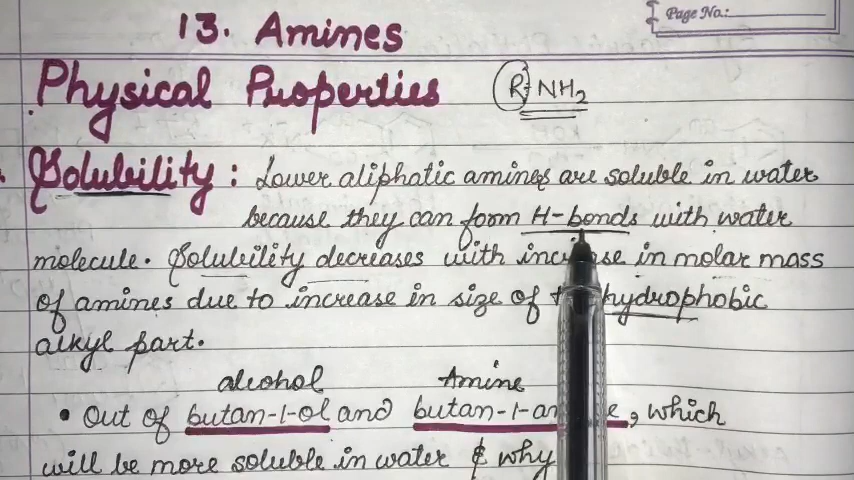 Page No.:
13. Amines
Physical Properties R-NH₂
Solubility: Lower aliphatic amines are soluble in water
because they can form H-bonds with water
molecule. Solubility decreases with in in molar mass
of amines due to increase in size of hydrophobic
alkyl part.
alcohol Amine
• Out of butan-1-ol and butan-1- , which
will be more soluble in water & why